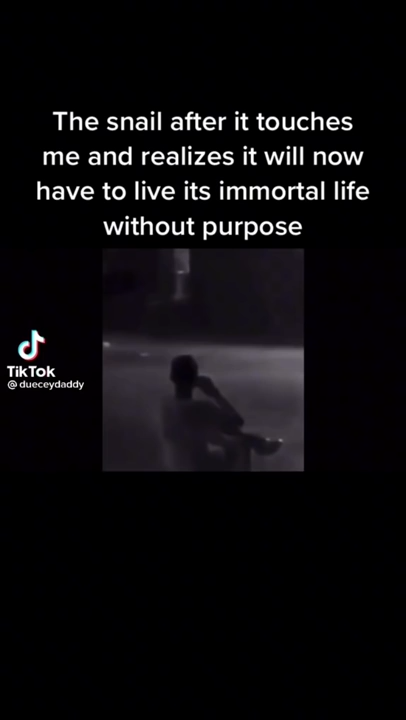 The snail after it touches
me and realizes it will now
have to live its immortal life
without purpose
TikTok
@dueceydaddy